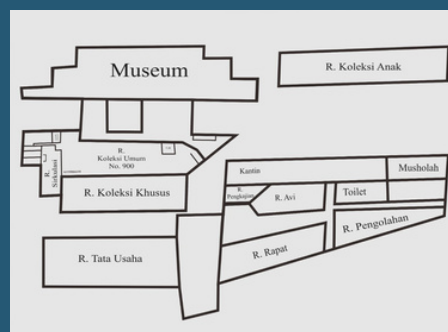 Museum
R. Koleksi Anak
R.
Koleksi Umum
No. 900
R.
Sirkulasi
R. Koleksi Khusus
Kantin
Musholah
R.
Pengkajian
R. Avi
Toilet
R. Pengolahan
R. Tata Usaha
R. Rapat